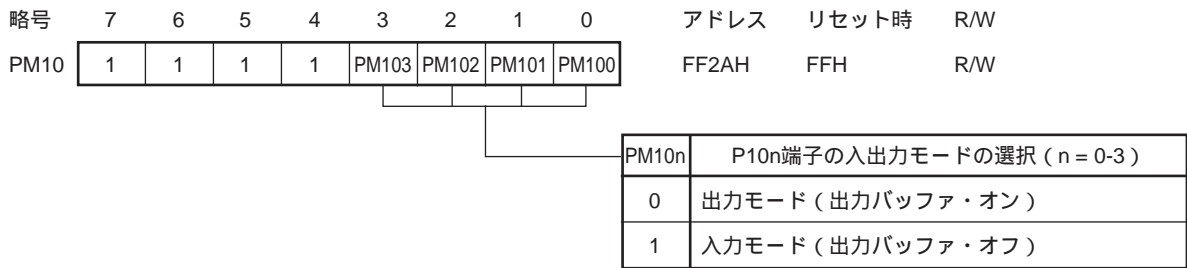 略号 7 6 5 4 3 2 1 0 アドレス リセット時 R/W
PM10 1 1 1 1 PM103 PM102 PM101 PM100 FF2AH FFH R/W
PM10n P10n端子の入出力モードの選択(n = 0-3)
0 出力モード(出力バッファ・オン)
1 入力モード(出力バッファ・オフ)